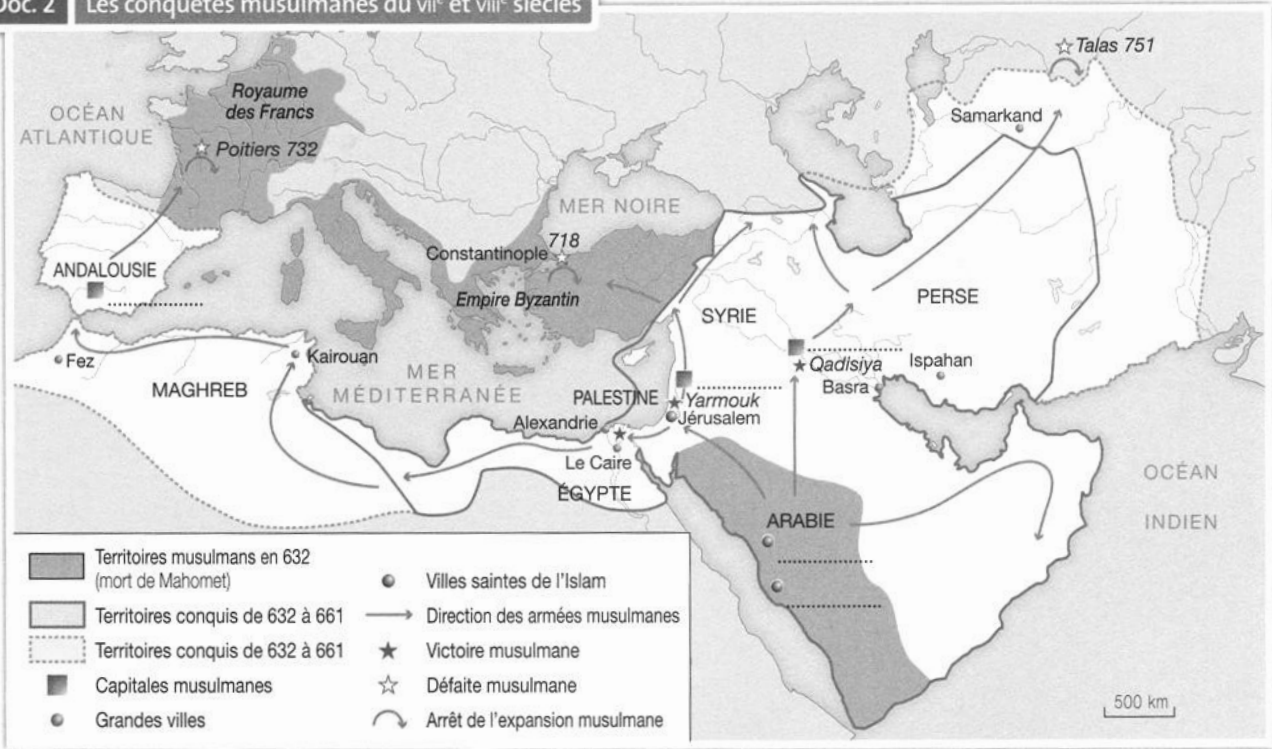 Doc. 2 Les conquêtes musulmanes du VIIe et VIIIe siècles
Talas 751
Royaume
des Francs
OCÉAN
ATLANTIQUE
Samarkand
Poitiers 732
MER NOIRE
718
Constantinople
ANDALOUSIE
Empire Byzantin
PERSE
SYRIE
Fez
Kairouan
Qadisiya
Ispahan
MAGHREB
MER
MÉDITERRANÉE
Basra
PALESTINE
Yarmouk
Jérusalem
Alexandrie
Le Caire
ÉGYPTE
OCÉAN
INDIEN
ARABIE
Territoires musulmans en 632
(mort de Mahomet)
Territoires conquis de 632 à 661
Territoires conquis de 632 à 661
Capitales musulmanes
Grandes villes
Villes saintes de l'Islam
Direction des armées musulmanes
Victoire musulmane
Défaite musulmane
Arrêt de l'expansion musulmane
500 km